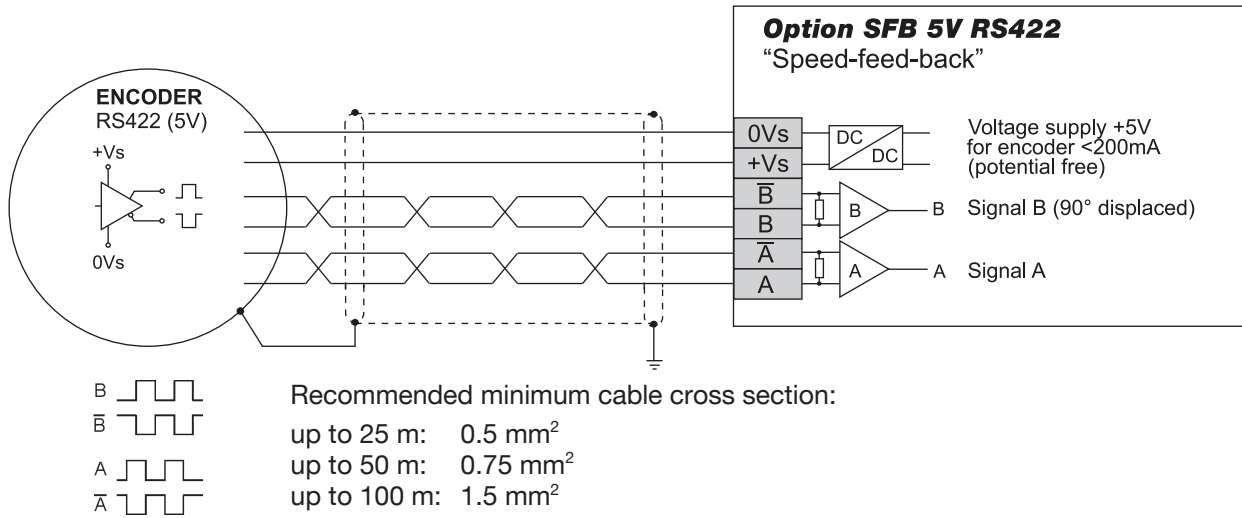 Option SFB 5V RS422
“Speed-feed-back”
ENCODER
RS422 (5V)
+Vs
0Vs
0Vs
+Vs
B̅
B
A̅
A
DC
DC
Voltage supply +5V
for encoder <200mA
(potential free)
B
B
Signal B (90° displaced)
A
A
Signal A
B
B̅
A
A̅
Recommended minimum cable cross section:
up to 25 m: 0.5 mm²
up to 50 m: 0.75 mm²
up to 100 m: 1.5 mm²